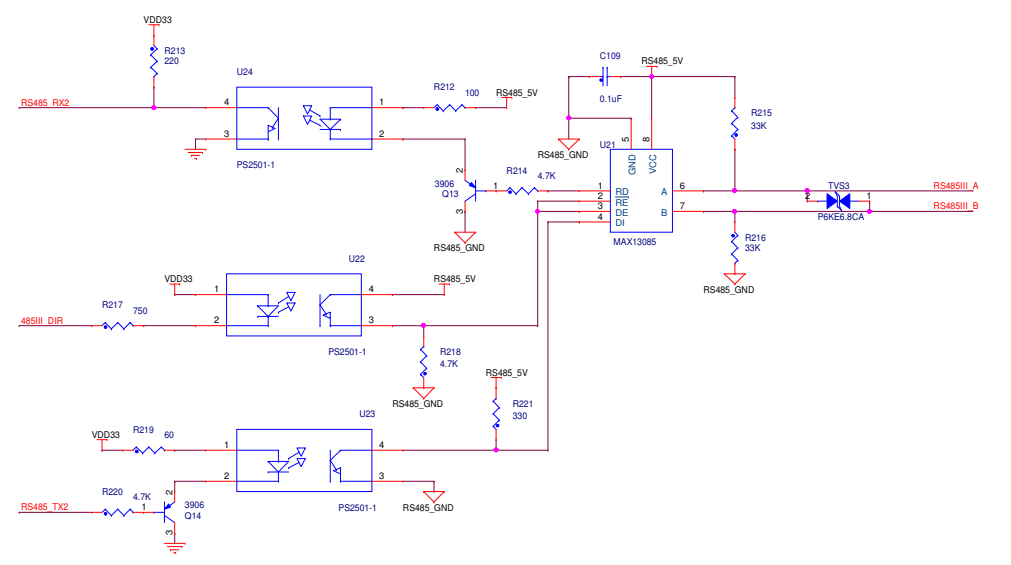 VDD33
R213
220
RS485_RX2
U24
4
3
1
2
PS2501-1
R212
100
RS485_5V
C109
0.1uF
RS485_5V
RS485_GND
R215
33K
U21
5
8
GND
VCC
R214
4.7K
3906
Q13
2
1
3
RS485_GND
1
2
3
4
RD
RE
DE
DI
A
B
6
7
MAX13085
TVS3
2
1
P6KE6.8CA
RS485III_A
RS485III_B
R216
33K
RS485_GND
U22
VDD33
1
2
4
3
RS485_5V
R217
750
485III_DIR
PS2501-1
R218
4.7K
RS485_GND
RS485_5V
R221
330
U23
VDD33
R219
60
1
2
4
3
PS2501-1
RS485_GND
R220
4.7K
RS485_TX2
2
1
3
3906
Q14